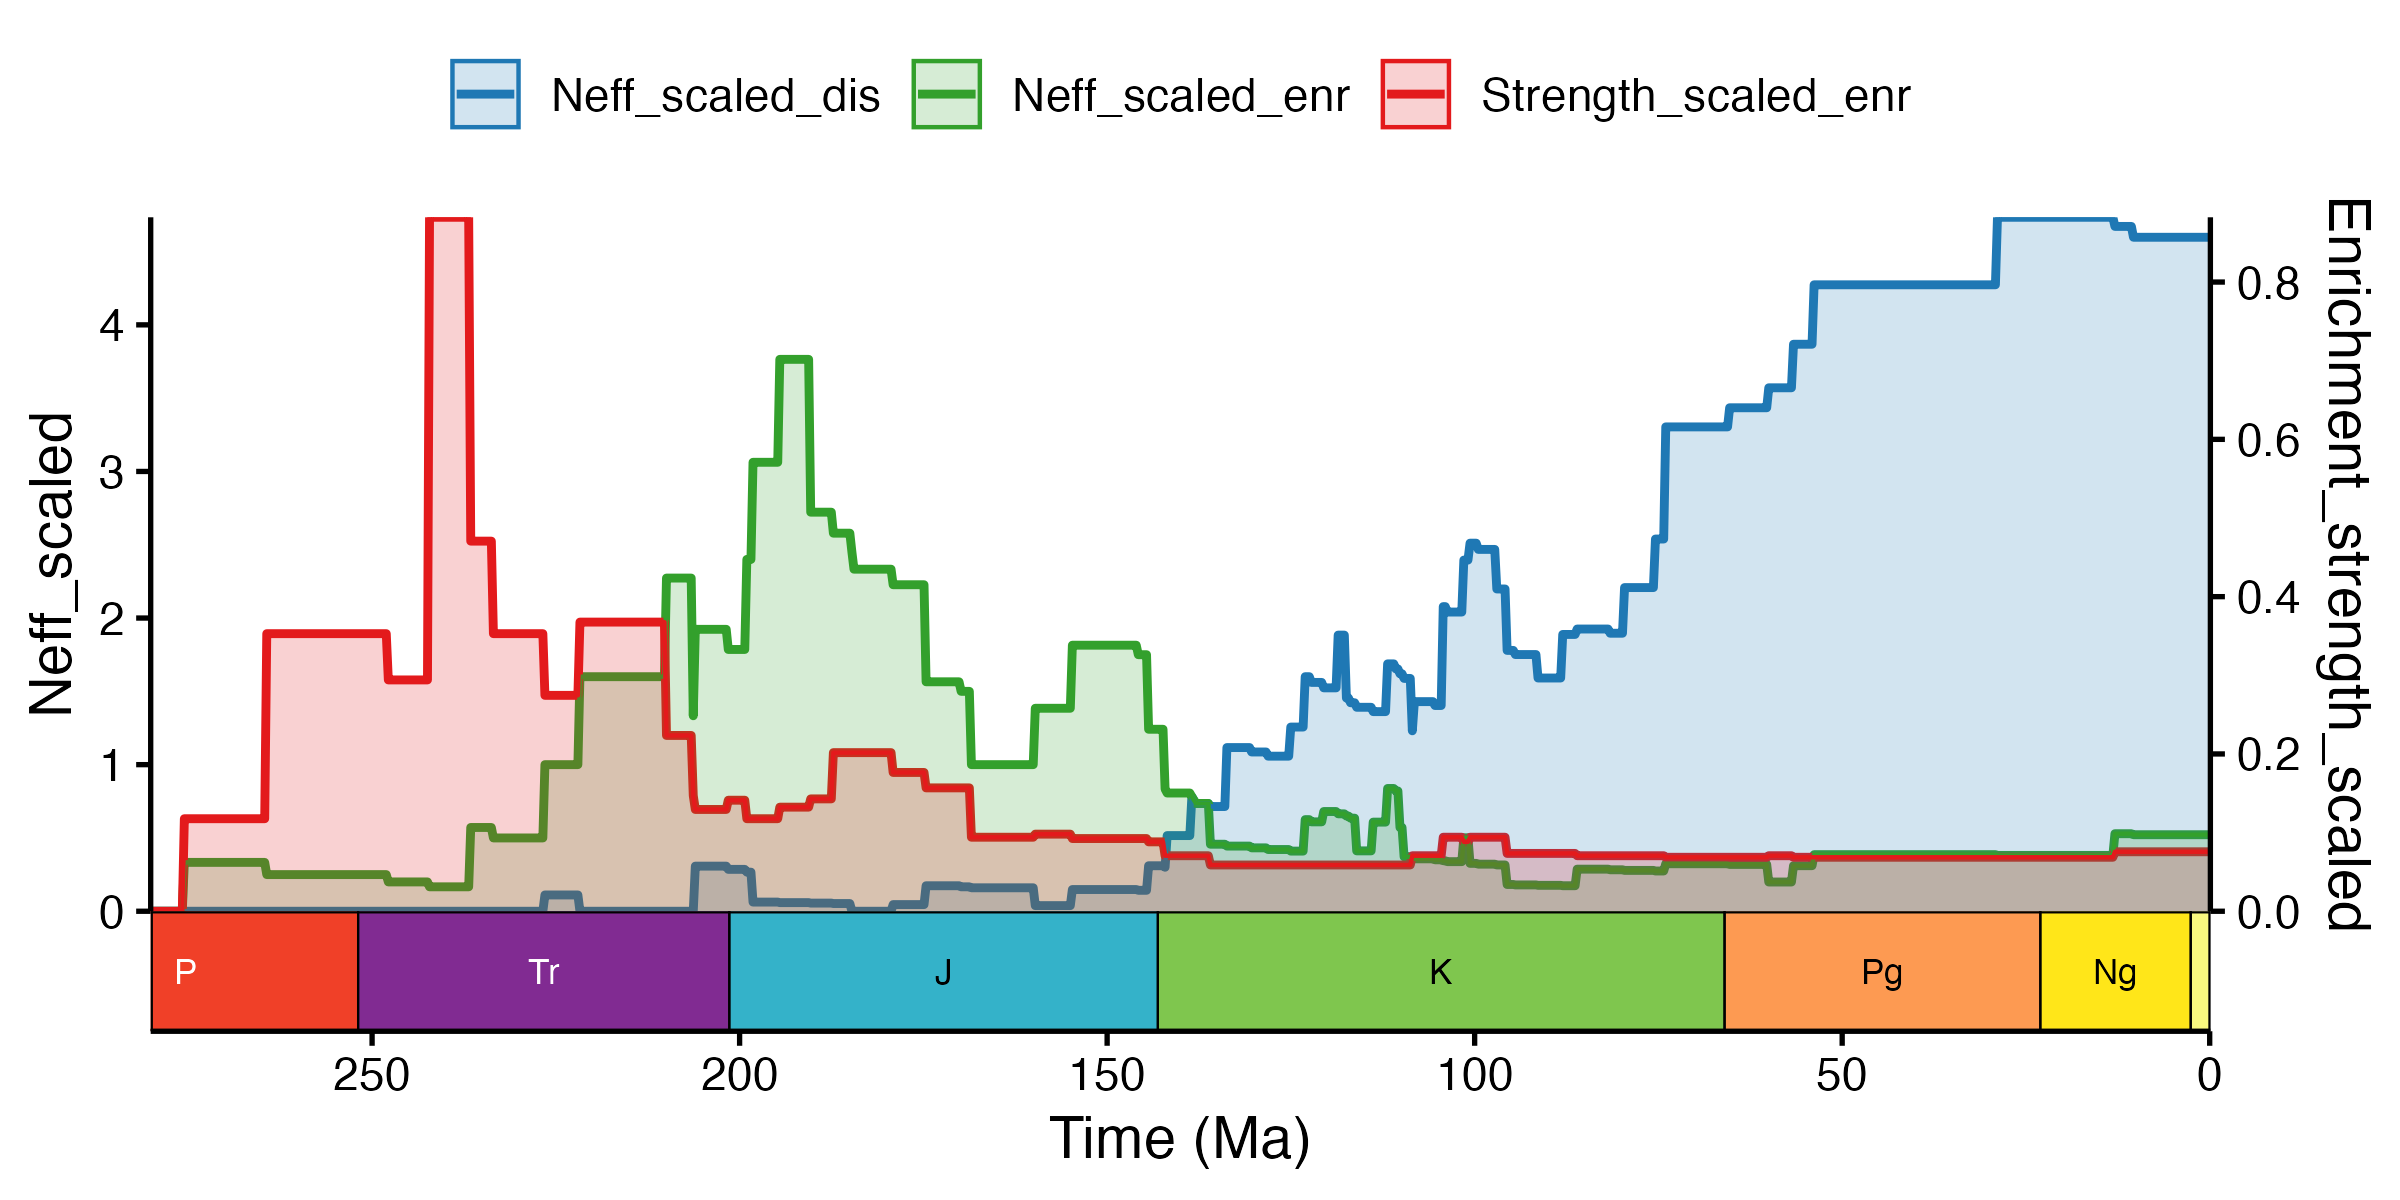 Neff_scaled_dis Neff_scaled_enr Strength_scaled_enr
Neff_scaled
4
3
2
1
0
Enrichment_strength_scaled
0.8
0.6
0.4
0.2
0.0
P Tr J K Pg Ng
250 200 150 100 50 0
Time (Ma)